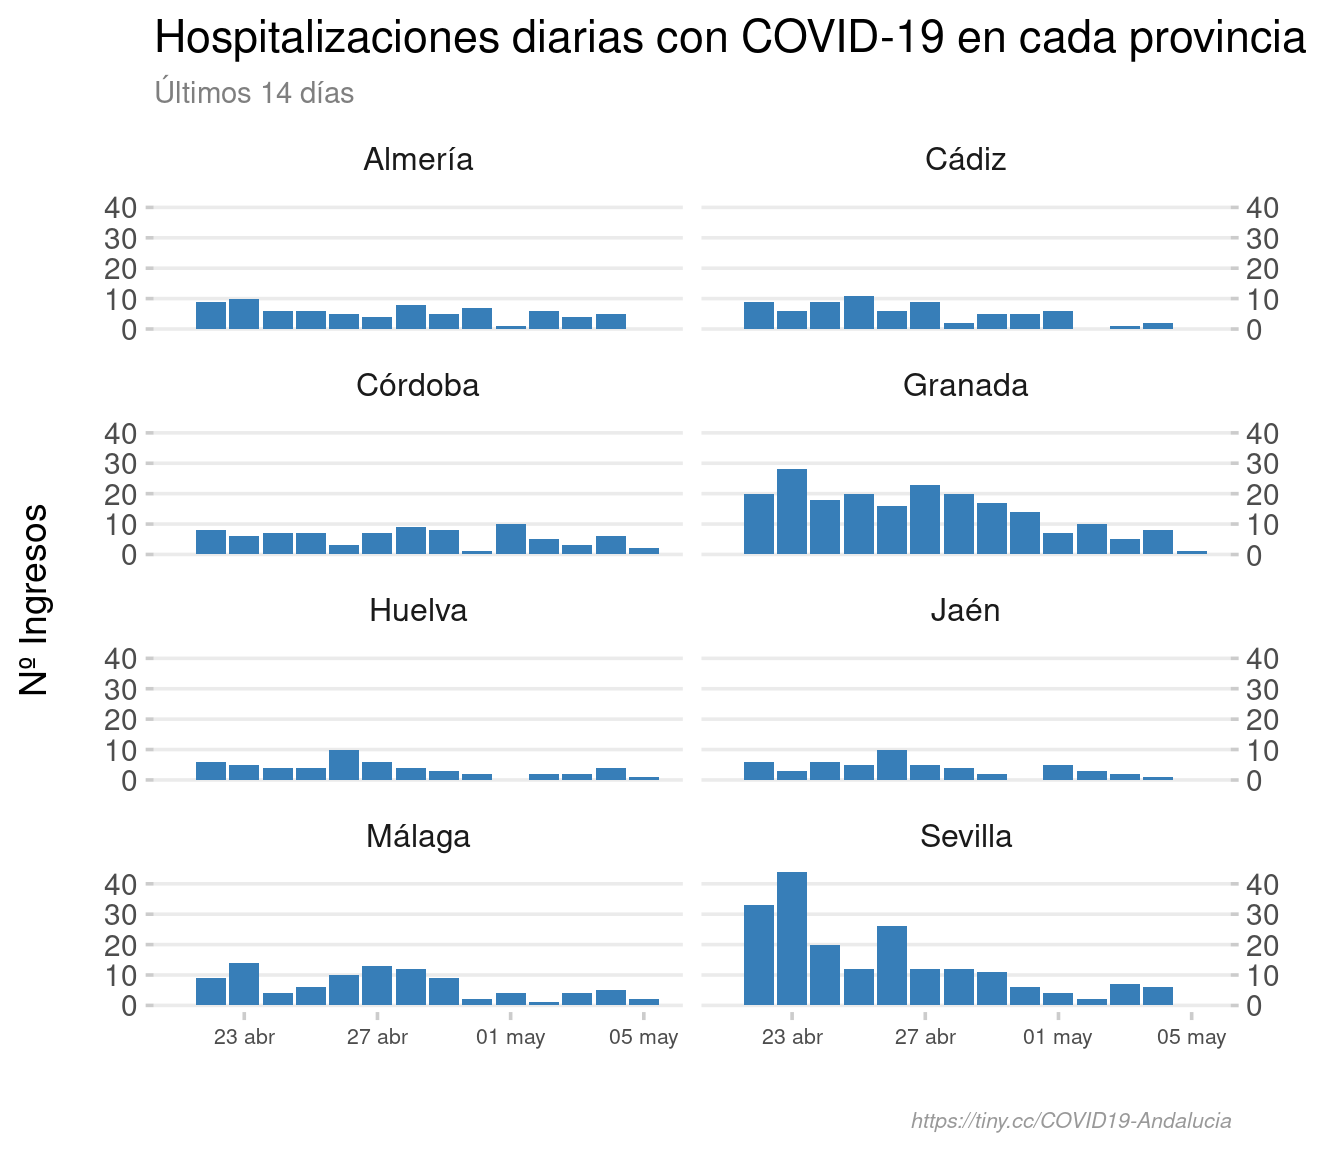 Hospitalizaciones diarias con COVID-19 en cada provincia
Últimos 14 días
Almería
Cádiz
40
30
20
10
0
40
30
20
10
0
Córdoba
Granada
40
30
20
10
0
40
30
20
10
0
Nº Ingresos
Huelva
Jaén
40
30
20
10
0
40
30
20
10
0
Málaga
Sevilla
40
30
20
10
0
40
30
20
10
0
23 abr 27 abr 01 may 05 may
23 abr 27 abr 01 may 05 may
https://tiny.cc/COVID19-Andalucia